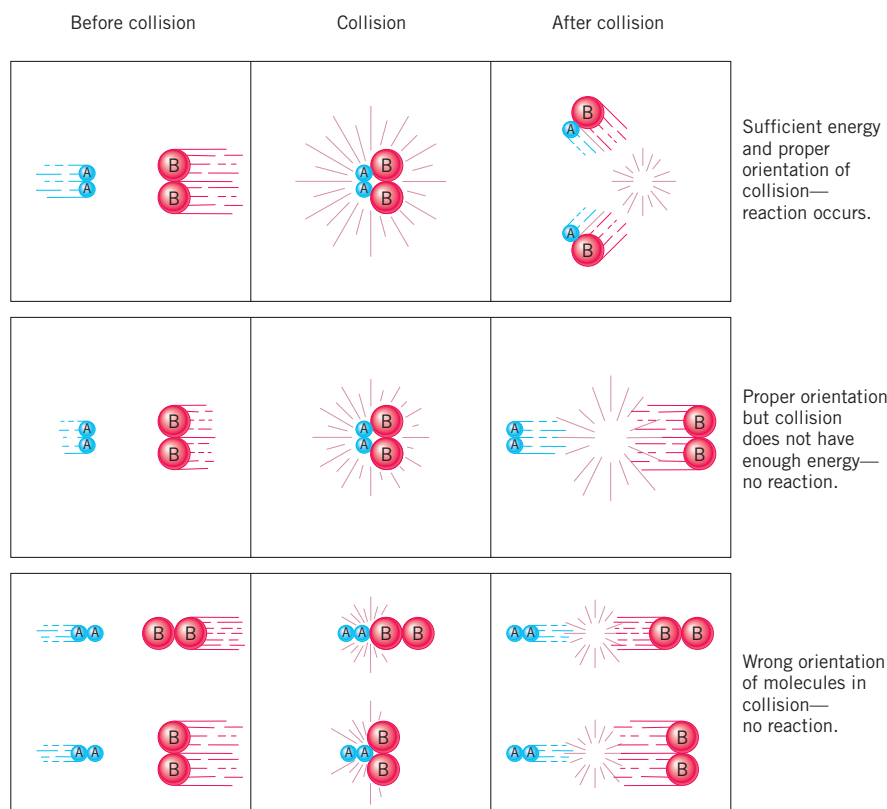 Before collision
Collision
After collision
A
A
B
B
A
A
B
B
B
A
A
B
Sufficient energy
and proper
orientation of
collision—
reaction occurs.
A
A
B
B
A
A
B
B
A
A
B
B
Proper orientation
but collision
does not have
enough energy—
no reaction.
A A
B B
A A B B
A A
B B
A A
B
B
A A
B
B
A A
B
B
Wrong orientation
of molecules in
collision—
no reaction.